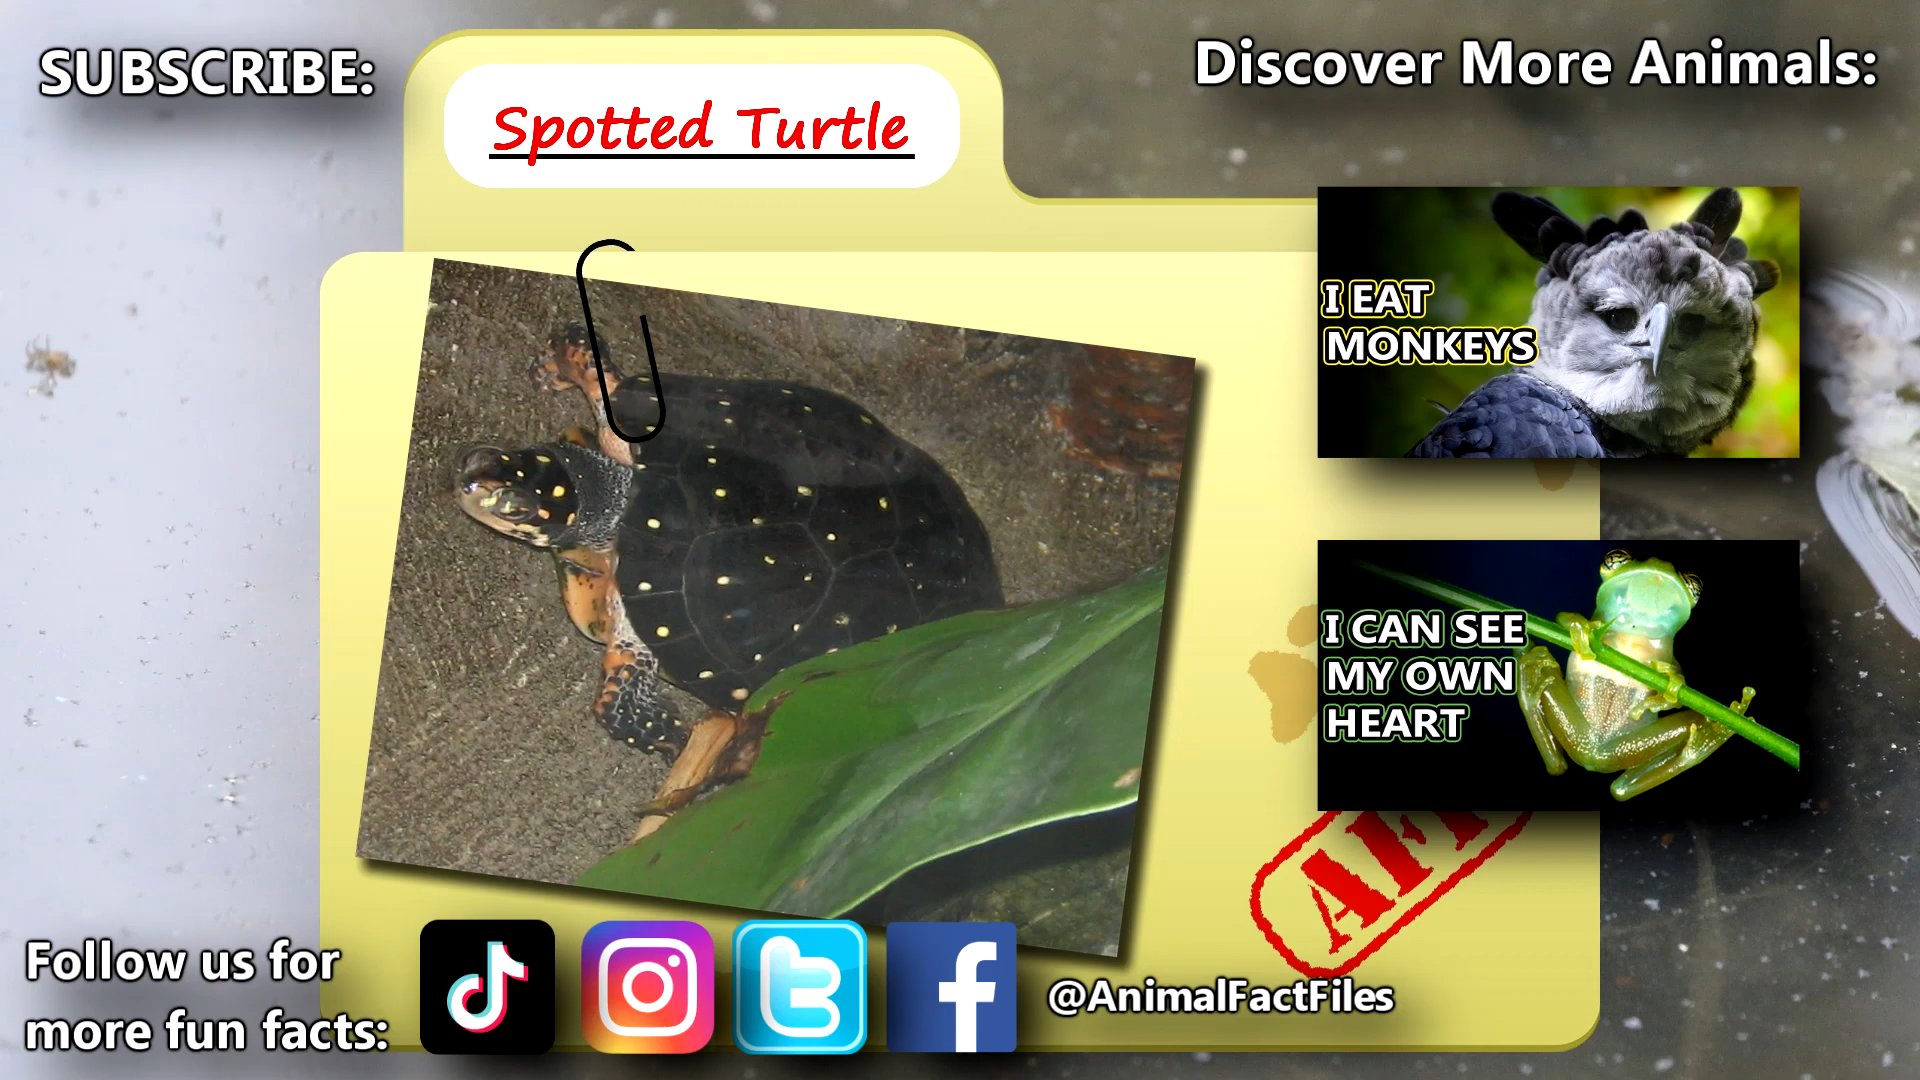 SUBSCRIBE:
Spotted Turtle
Discover More Animals:
I EAT
MONKEYS
I CAN SEE
MY OWN
HEART
Follow us for
more fun facts:
@AnimalFactFiles